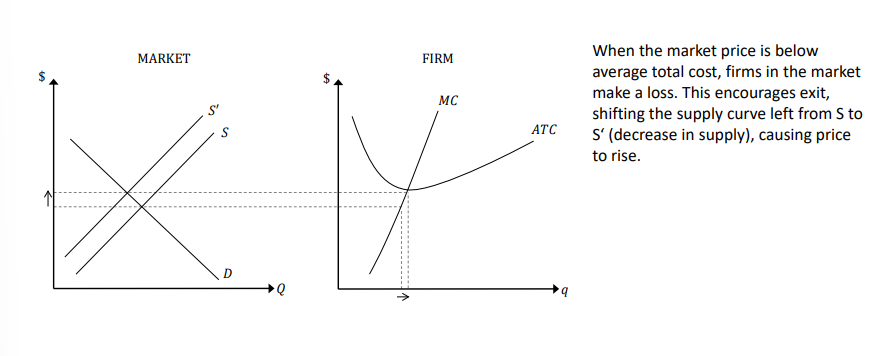 MARKET
$
S'
S
D
Q
FIRM
$
MC
ATC
q
When the market price is below
average total cost, firms in the market
make a loss. This encourages exit,
shifting the supply curve left from S to
S’ (decrease in supply), causing price
to rise.